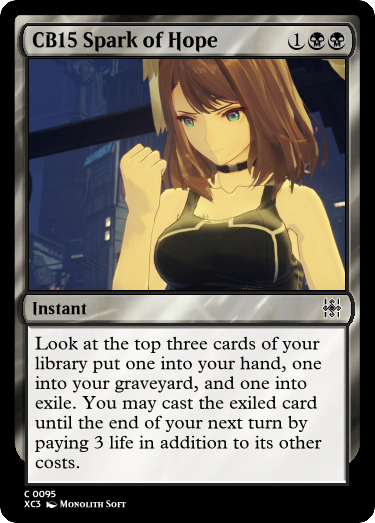 CB15 Spark of Hope 1
Instant
Look at the top three cards of your
library put one into your hand, one
into your graveyard, and one into
exile. You may cast the exiled card
until the end of your next turn by
paying 3 life in addition to its other
costs.
C 0095
XC3 Monolith Soft